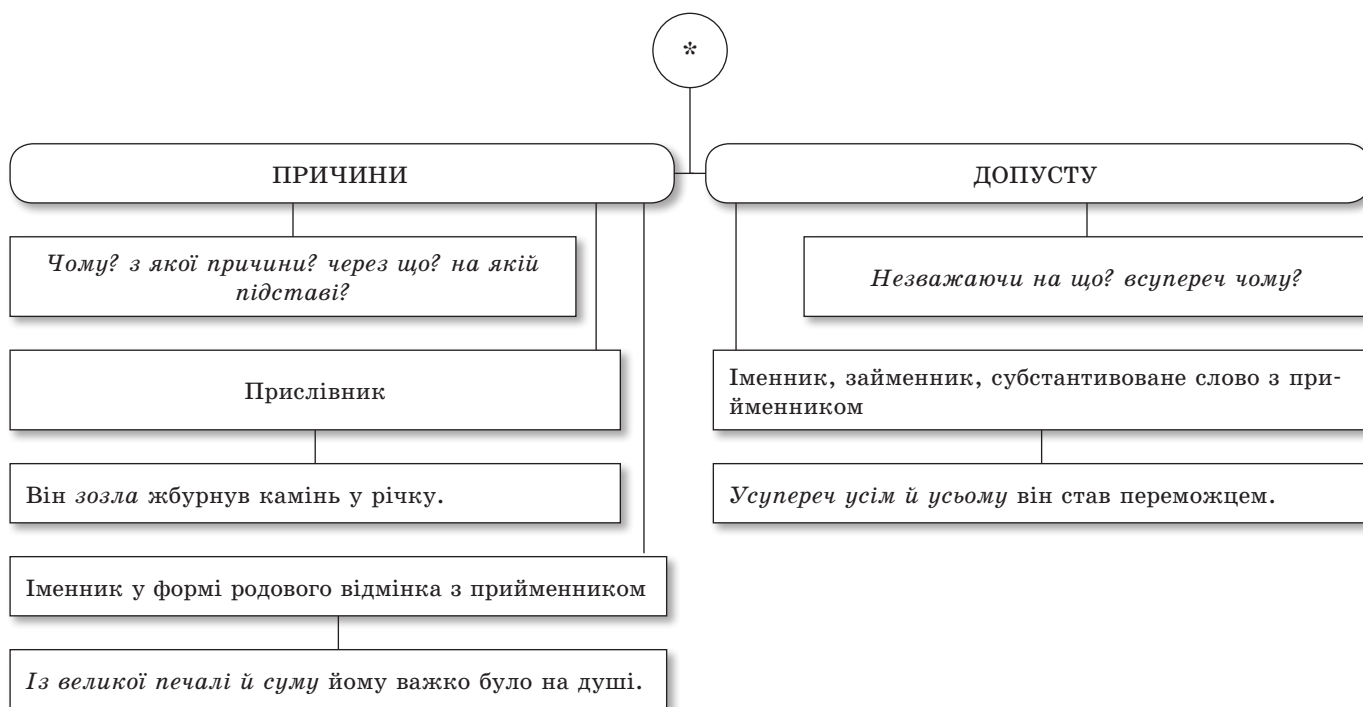 *
ПРИЧИНИ
ДОПУСТУ
Чому? з якої причини? через що? на якій
підставі?
Незважаючи на що? всупереч чому?
Прислівник
Іменник, займенник, субстантивоване слово з при-
йменником
Він зозла жбурнув камінь у річку.
Усупереч усім й усьому він став переможцем.
Іменник у формі родового відмінка з прийменником
Із великої печалі й суму йому важко було на душі.